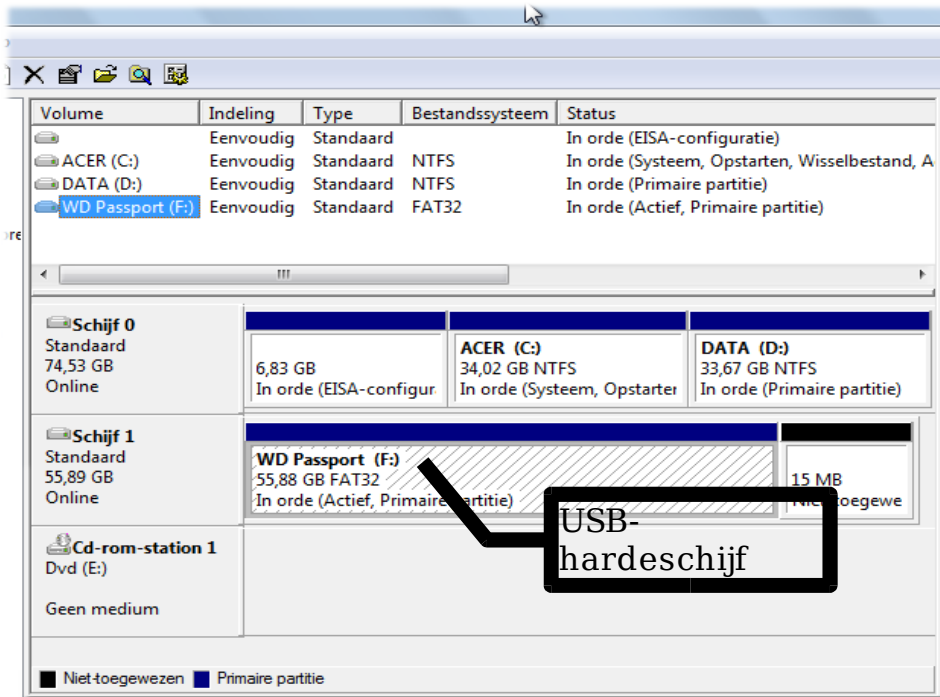 Volume Indeling Type Bestandssysteem Status
Eenvoudig Standaard In orde (EISA-configuratie)
ACER (C:) Eenvoudig Standaard NTFS In orde (Systeem, Opstarten, Wisselbestand, A
DATA (D:) Eenvoudig Standaard NTFS In orde (Primaire partitie)
WD Passport (F:) Eenvoudig Standaard FAT32 In orde (Actief, Primaire partitie)
Schijf 0
Standaard
74,53 GB
Online
6,83 GB
In orde (EISA-configur
ACER (C:)
34,02 GB NTFS
In orde (Systeem, Opstarter
DATA (D:)
33,67 GB NTFS
In orde (Primaire partitie)
Schijf 1
Standaard
55,89 GB
Online
WD Passport (F:)
55,88 GB FAT32
In orde (Actief, Primaire partitie)
15 MB
Niet-toegewe
USB-
hardeschijf
Cd-rom-station 1
Dvd (E:)
Geen medium
Niet-toegewezen Primaire partitie